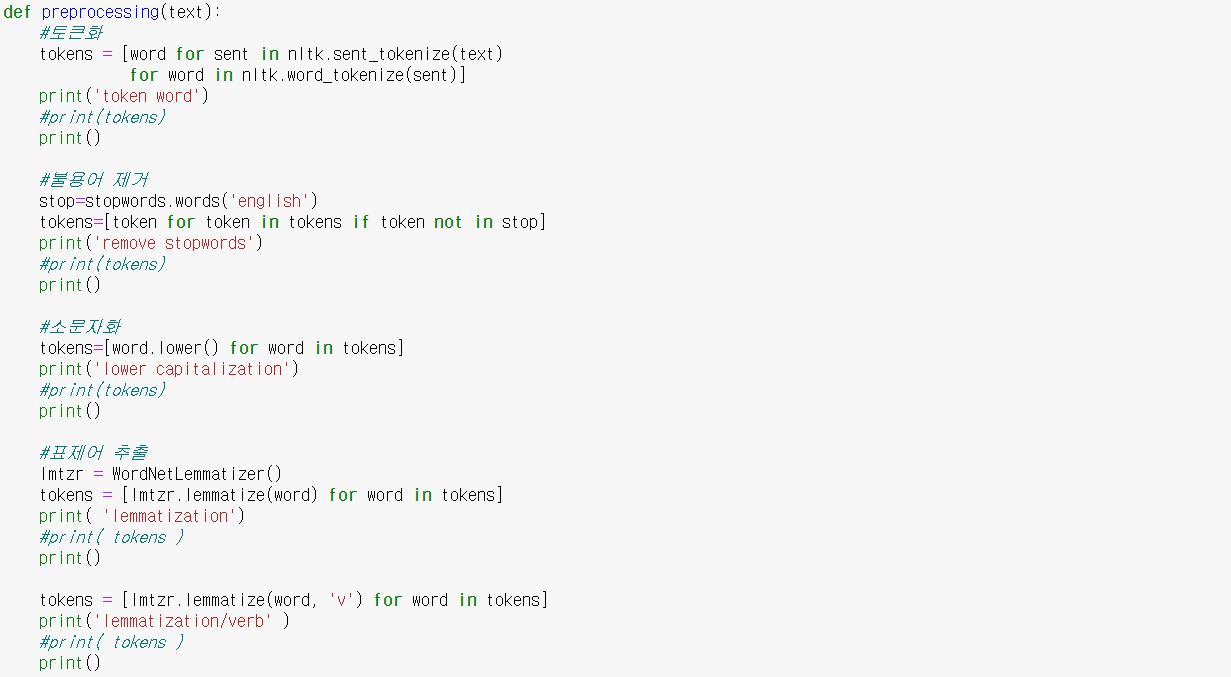 def preprocessing(text):
    #토큰화
    tokens = [word for sent in nltk.sent_tokenize(text)
              for word in nltk.word_tokenize(sent)]
    print('token word')
    #print(tokens)
    print()

    #불용어 제거
    stop=stopwords.words('english')
    tokens=[token for token in tokens if token not in stop]
    print('remove stopwords')
    #print(tokens)
    print()

    #소문자화
    tokens=[word.lower() for word in tokens]
    print('lower capitalization')
    #print(tokens)
    print()

    #표제어 추출
    lmtzr = WordNetLemmatizer()
    tokens = [lmtzr.lemmatize(word) for word in tokens]
    print( 'lemmatization')
    #print( tokens )
    print()

    tokens = [lmtzr.lemmatize(word, 'v') for word in tokens]
    print('lemmatization/verb' )
    #print( tokens )
    print()